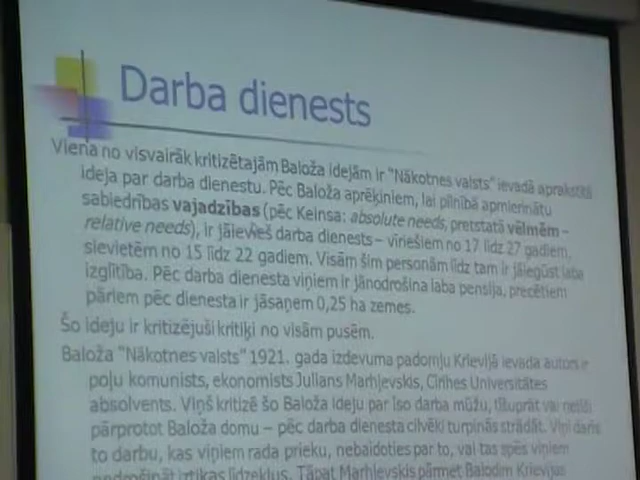 Darba dienests
Viena no visvairāk kritizētajām Baloža idejām ir "Nākotnes valsts" ievadā aprakstītā
ideja par darba dienestu. Pēc Baloža aprēķiniem, lai pilnībā apmierinātu
sabiedrības vajadzības (pēc Keinsa: absolute needs, pretstatā vēlmēm –
relative needs), ir jāievieš darba dienests – vīriešiem no 17 līdz 27 gadiem,
sievietēm no 15 līdz 22 gadiem. Visām šīm personām līdz tam ir jāiegūst laba
izglītība. Pēc darba dienesta viņiem ir jānodrošina laba pensija, precētiem
pāriem pēc dienesta ir jāsaņem 0,25 ha zemes.
Šo ideju ir kritizējuši kritiķi no visām pusēm.
Baloža "Nākotnes valsts" 1921. gada izdevuma padomju Krievijā ievada autors ir
poļu komunists, ekonomists Julians Marhļevskis, Cīrihes Universitātes
absolvents. Viņš kritizē šo Baloža ideju par īso darba mūžu, tīšuprāt vai netīši
pārprotot Baloža domu – pēc darba dienesta cilvēki turpinās strādāt. Viņi darīs
to darbu, kas viņiem rada prieku, nebaidoties par to, vai tas spēs viņiem
nodrošināt iztikas līdzekļus. Tāpat Marhļevskis pārmet Balodim Krievijas